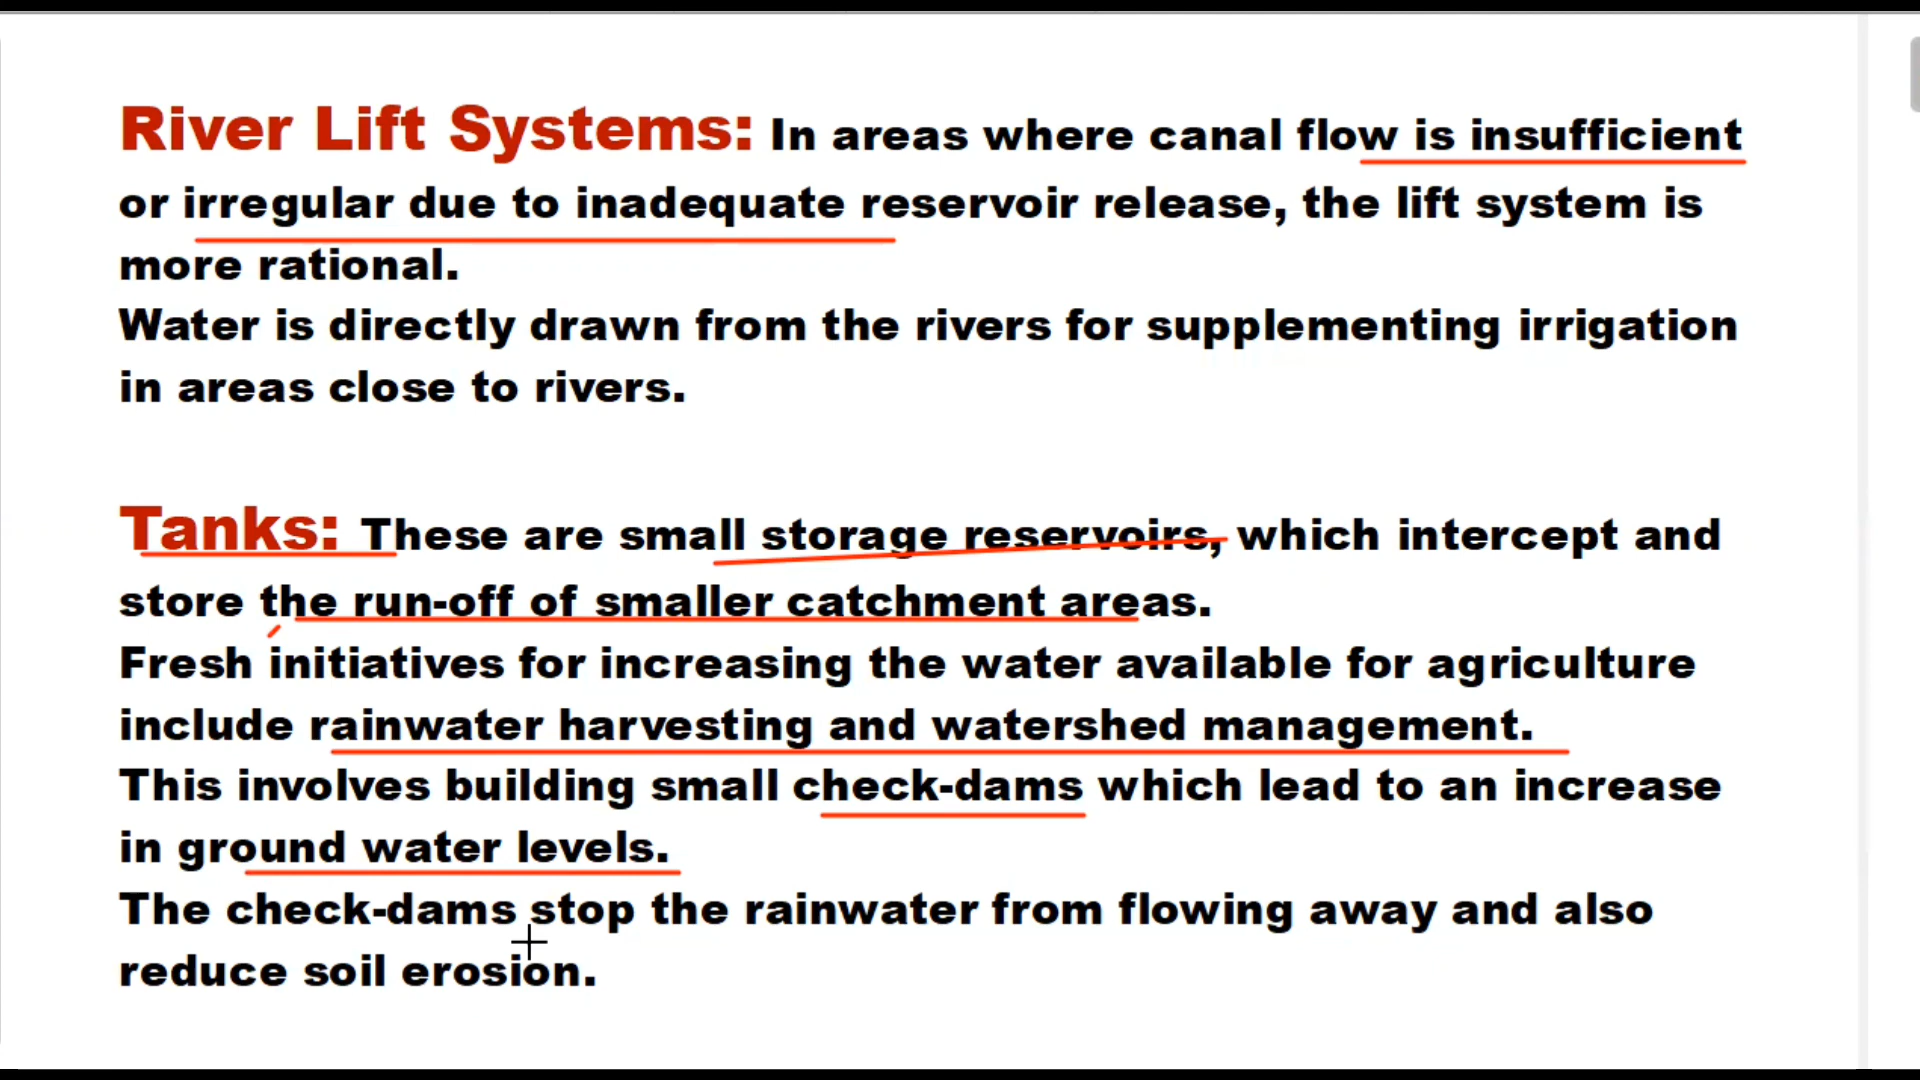 River Lift Systems: In areas where canal flow is insufficient
or irregular due to inadequate reservoir release, the lift system is
more rational.
Water is directly drawn from the rivers for supplementing irrigation
in areas close to rivers.
Tanks: These are small storage reservoirs, which intercept and
store the run-off of smaller catchment areas.
Fresh initiatives for increasing the water available for agriculture
include rainwater harvesting and watershed management.
This involves building small check-dams which lead to an increase
in ground water levels.
The check-dams stop the rainwater from flowing away and also
reduce soil erosion.